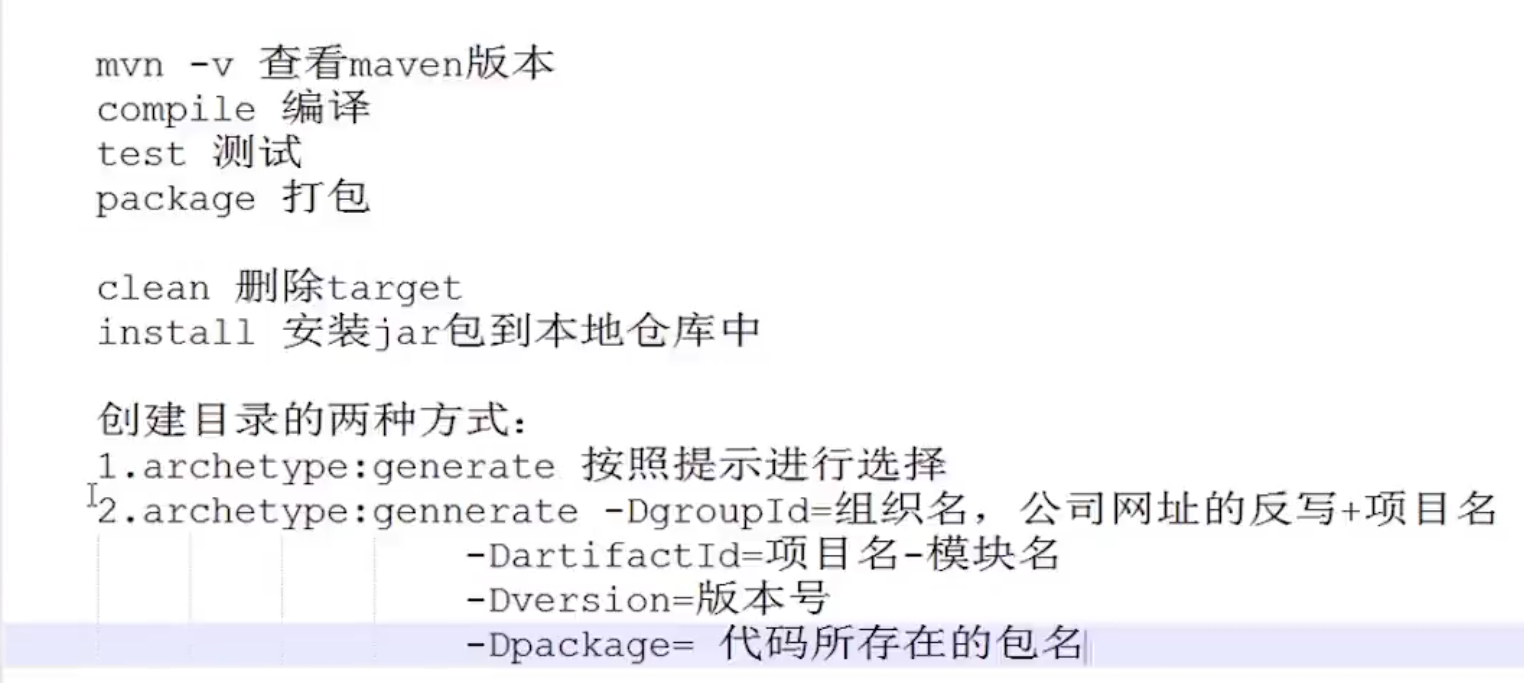 mvn -v 查看maven版本
compile 编译
test 测试
package 打包
clean 删除target
install 安装jar包到本地仓库中
创建目录的两种方式：
1.archetype:generate 按照提示进行选择
2.archetype:gennerate -DgroupId=组织名，公司网址的反写+项目名
-DartifactId=项目名-模块名
-Dversion=版本号
-Dpackage= 代码所存在的包名